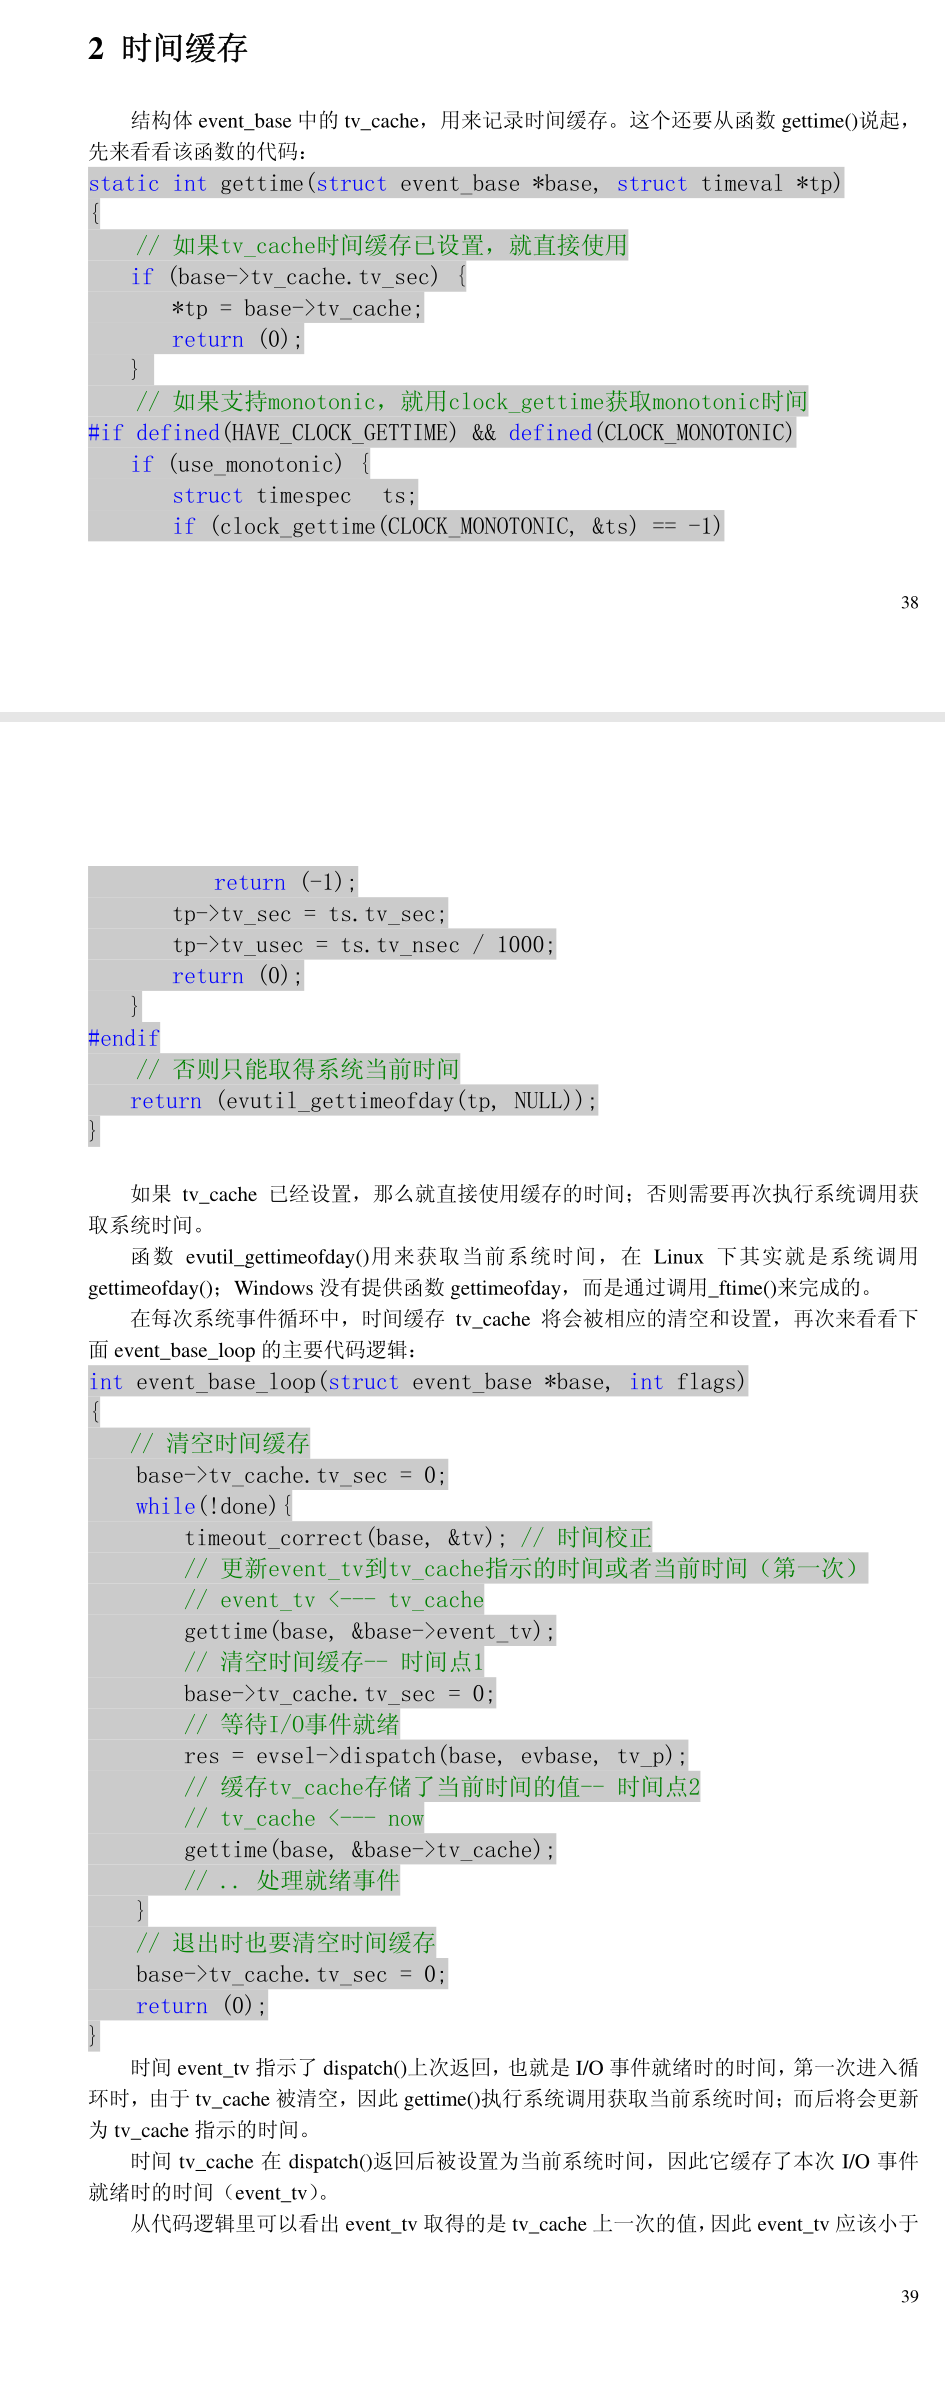 2 时间缓存
结构体 event_base 中的 tv_cache，用来记录时间缓存。这个还要从函数 gettime()说起，
先来看看该函数的代码：
static int gettime(struct event_base *base, struct timeval *tp)
{
    // 如果tv_cache时间缓存已设置，就直接使用
    if (base->tv_cache.tv_sec) {
        *tp = base->tv_cache;
        return (0);
    }
    // 如果支持monotonic，就用clock_gettime获取monotonic时间
#if defined(HAVE_CLOCK_GETTIME) && defined(CLOCK_MONOTONIC)
    if (use_monotonic) {
        struct timespec  ts;
        if (clock_gettime(CLOCK_MONOTONIC, &ts) == -1)
38
            return (-1);
        tp->tv_sec = ts.tv_sec;
        tp->tv_usec = ts.tv_nsec / 1000;
        return (0);
    }
#endif
    // 否则只能取得系统当前时间
    return (evutil_gettimeofday(tp, NULL));
}
如果 tv_cache 已经设置，那么就直接使用缓存的时间；否则需要再次执行系统调用获
取系统时间。
函数 evutil_gettimeofday()用来获取当前系统时间，在 Linux 下其实就是系统调用
gettimeofday()；Windows 没有提供函数 gettimeofday，而是通过调用_ftime()来完成的。
在每次系统事件循环中，时间缓存 tv_cache 将会被相应的清空和设置，再次来看看下
面 event_base_loop 的主要代码逻辑：
int event_base_loop(struct event_base *base, int flags)
{
    // 清空时间缓存
    base->tv_cache.tv_sec = 0;
    while(!done){
        timeout_correct(base, &tv); // 时间校正
        // 更新event_tv到tv_cache指示的时间或者当前时间（第一次）
        // event_tv <--- tv_cache
        gettime(base, &base->event_tv);
        // 清空时间缓存-- 时间点1
        base->tv_cache.tv_sec = 0;
        // 等待I/O事件就绪
        res = evsel->dispatch(base, evbase, tv_p);
        // 缓存tv_cache存储了当前时间的值-- 时间点2
        // tv_cache <--- now
        gettime(base, &base->tv_cache);
        // .. 处理就绪事件
    }
    // 退出时也要清空时间缓存
    base->tv_cache.tv_sec = 0;
    return (0);
}
时间 event_tv 指示了 dispatch()上次返回，也就是 I/O 事件就绪时的时间，第一次进入循
环时，由于 tv_cache 被清空，因此 gettime()执行系统调用获取当前系统时间；而后将会更新
为 tv_cache 指示的时间。
时间 tv_cache 在 dispatch()返回后被设置为当前系统时间，因此它缓存了本次 I/O 事件
就绪时的时间（event_tv）。
从代码逻辑里可以看出 event_tv 取得的是 tv_cache 上一次的值，因此 event_tv 应该小于
39